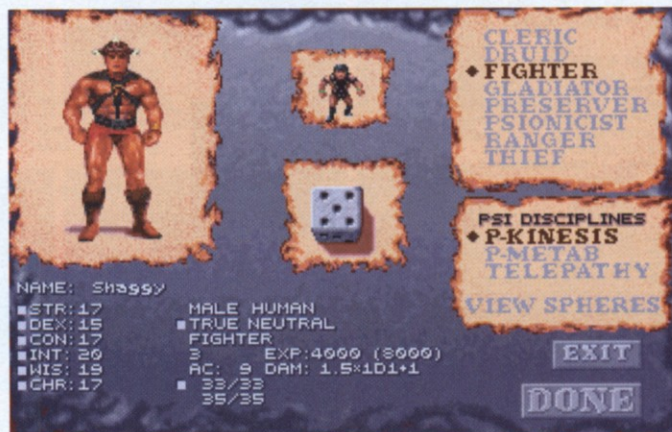 CLERIC
DRUID
FIGHTER
GLADIATOR
PRESERVER
PSIONICIST
RANGER
THIEF
PSI DISCIPLINES
P-KINESIS
P-METAB
TELEPATHY
VIEW SPHERES
NAME: Shaggy
STR:17
DEX:15
CON:17
INT:20
WIS:19
CHR:17
MALE HUMAN
TRUE NEUTRAL
FIGHTER
3 EXP:4000 (8000)
AC: 9 DAM: 1.5×1D1+1
33/33
35/35
EXIT
DONE